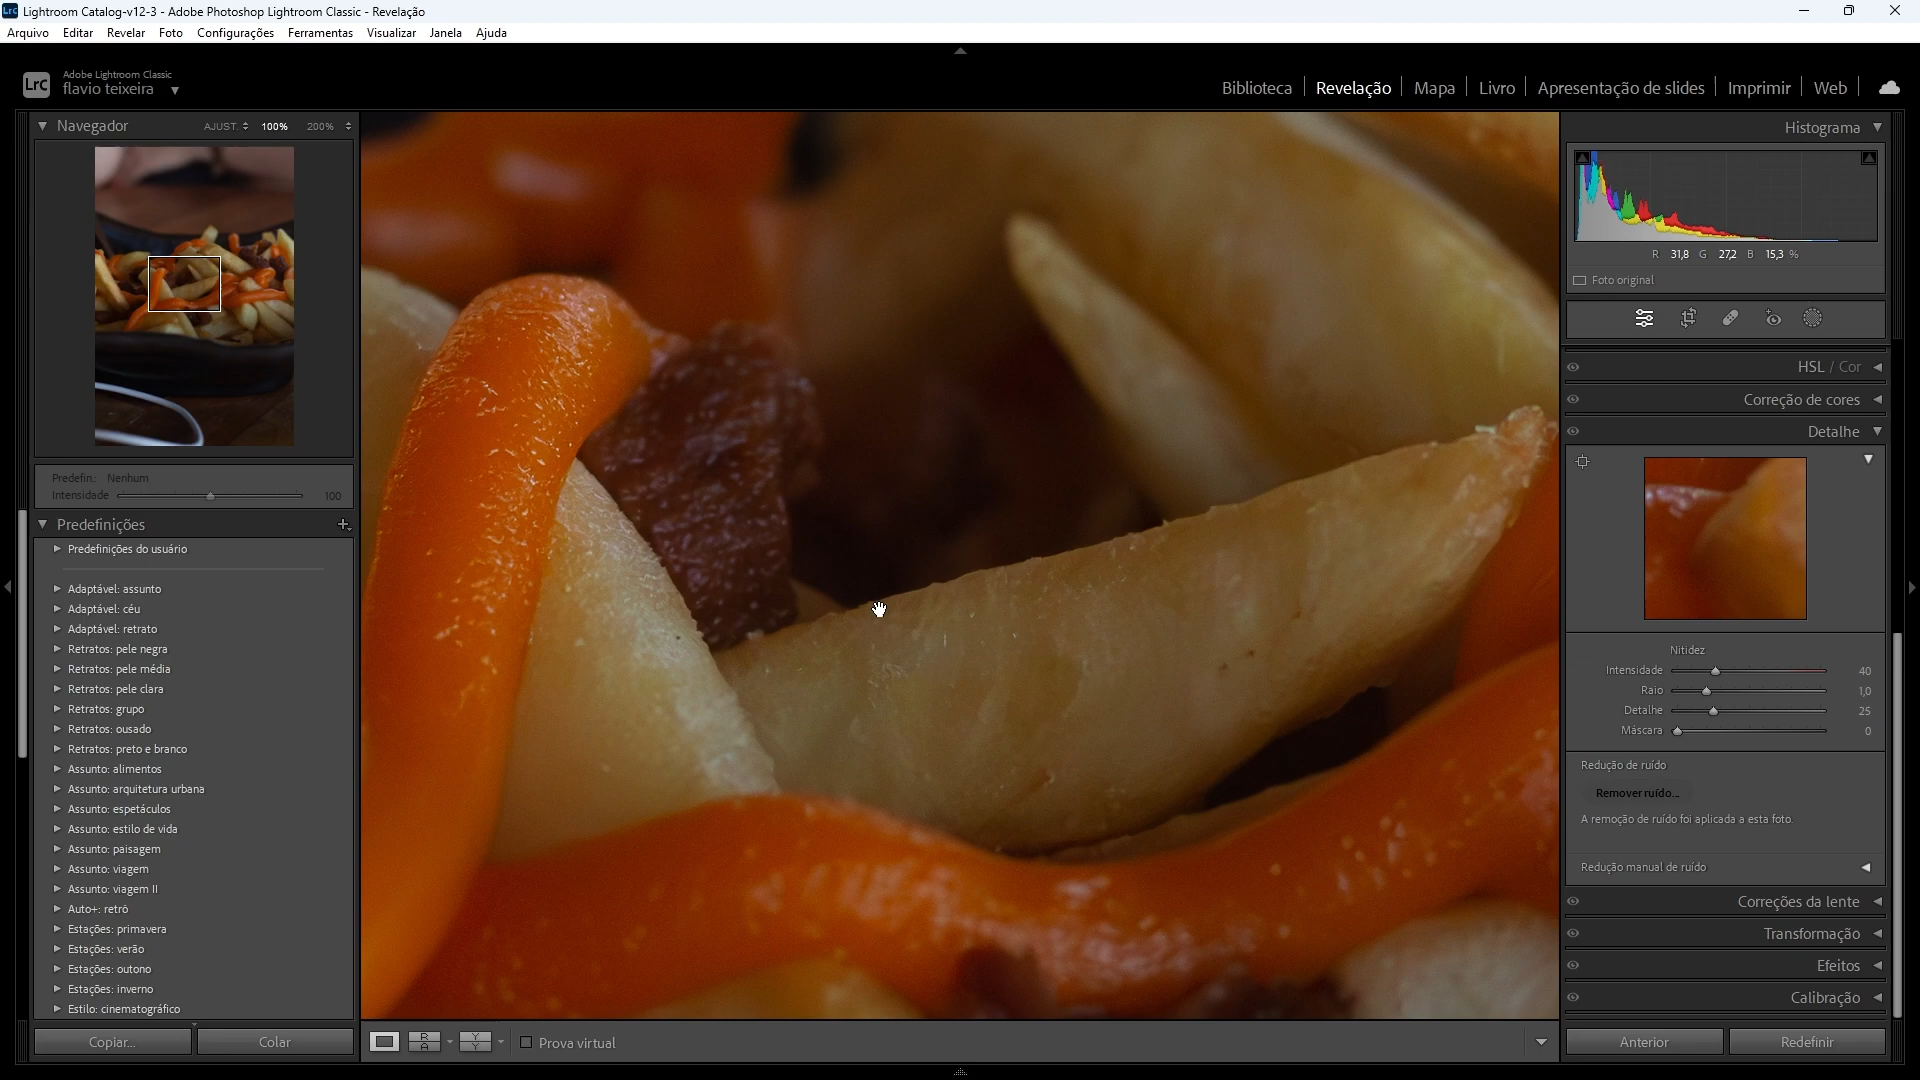 Lightroom Catalog-v12-3 - Adobe Photoshop Lightroom Classic - Revelação
Arquivo Editar Revelar Foto Configurações Ferramentas Visualizar Janela Ajuda
LrC
Adobe Lightroom Classic
flavio teixeira
Biblioteca Revelação Mapa Livro Apresentação de slides Imprimir Web
Navegador AJUST. 100% 200%
Predefin.: Nenhum
Intensidade 100
Predefinições
Predefinições do usuário
Adaptável: assunto
Adaptável: céu
Adaptável: retrato
Retratos: pele negra
Retratos: pele média
Retratos: pele clara
Retratos: grupo
Retratos: ousado
Retratos: preto e branco
Assunto: alimentos
Assunto: arquitetura urbana
Assunto: espetáculos
Assunto: estilo de vida
Assunto: paisagem
Assunto: viagem
Assunto: viagem II
Auto+: retrô
Estações: primavera
Estações: verão
Estações: outono
Estações: inverno
Estilo: cinematográfico
Copiar... Colar
R A Y Y Prova virtual
Histograma
R 31,8 G 27,2 B 15,3 %
Foto original
HSL / Cor
Correção de cores
Detalhe
Nitidez
Intensidade 40
Raio 1,0
Detalhe 25
Máscara 0
Redução de ruído
Remover ruído...
A remoção de ruído foi aplicada a esta foto.
Redução manual de ruído
Correções da lente
Transformação
Efeitos
Calibração
Anterior Redefinir